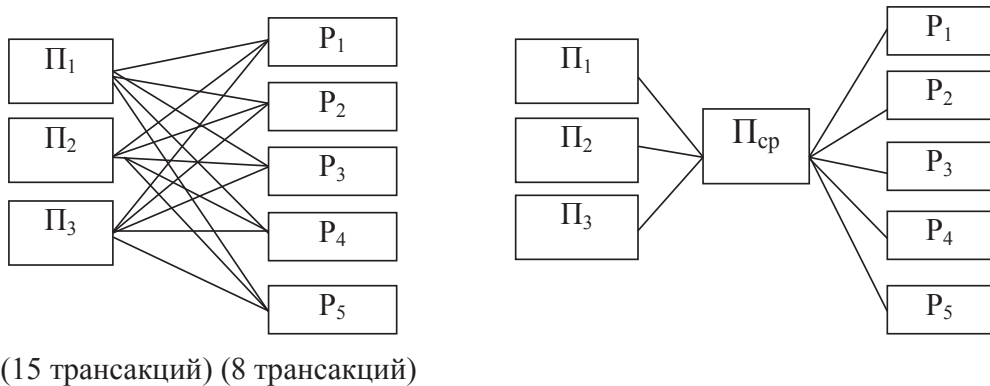 П₁
П₂
П₃
Р₁
Р₂
Р₃
Р₄
Р₅
П₁
П₂
П₃
Пср
Р₁
Р₂
Р₃
Р₄
Р₅
(15 трансакций) (8 трансакций)